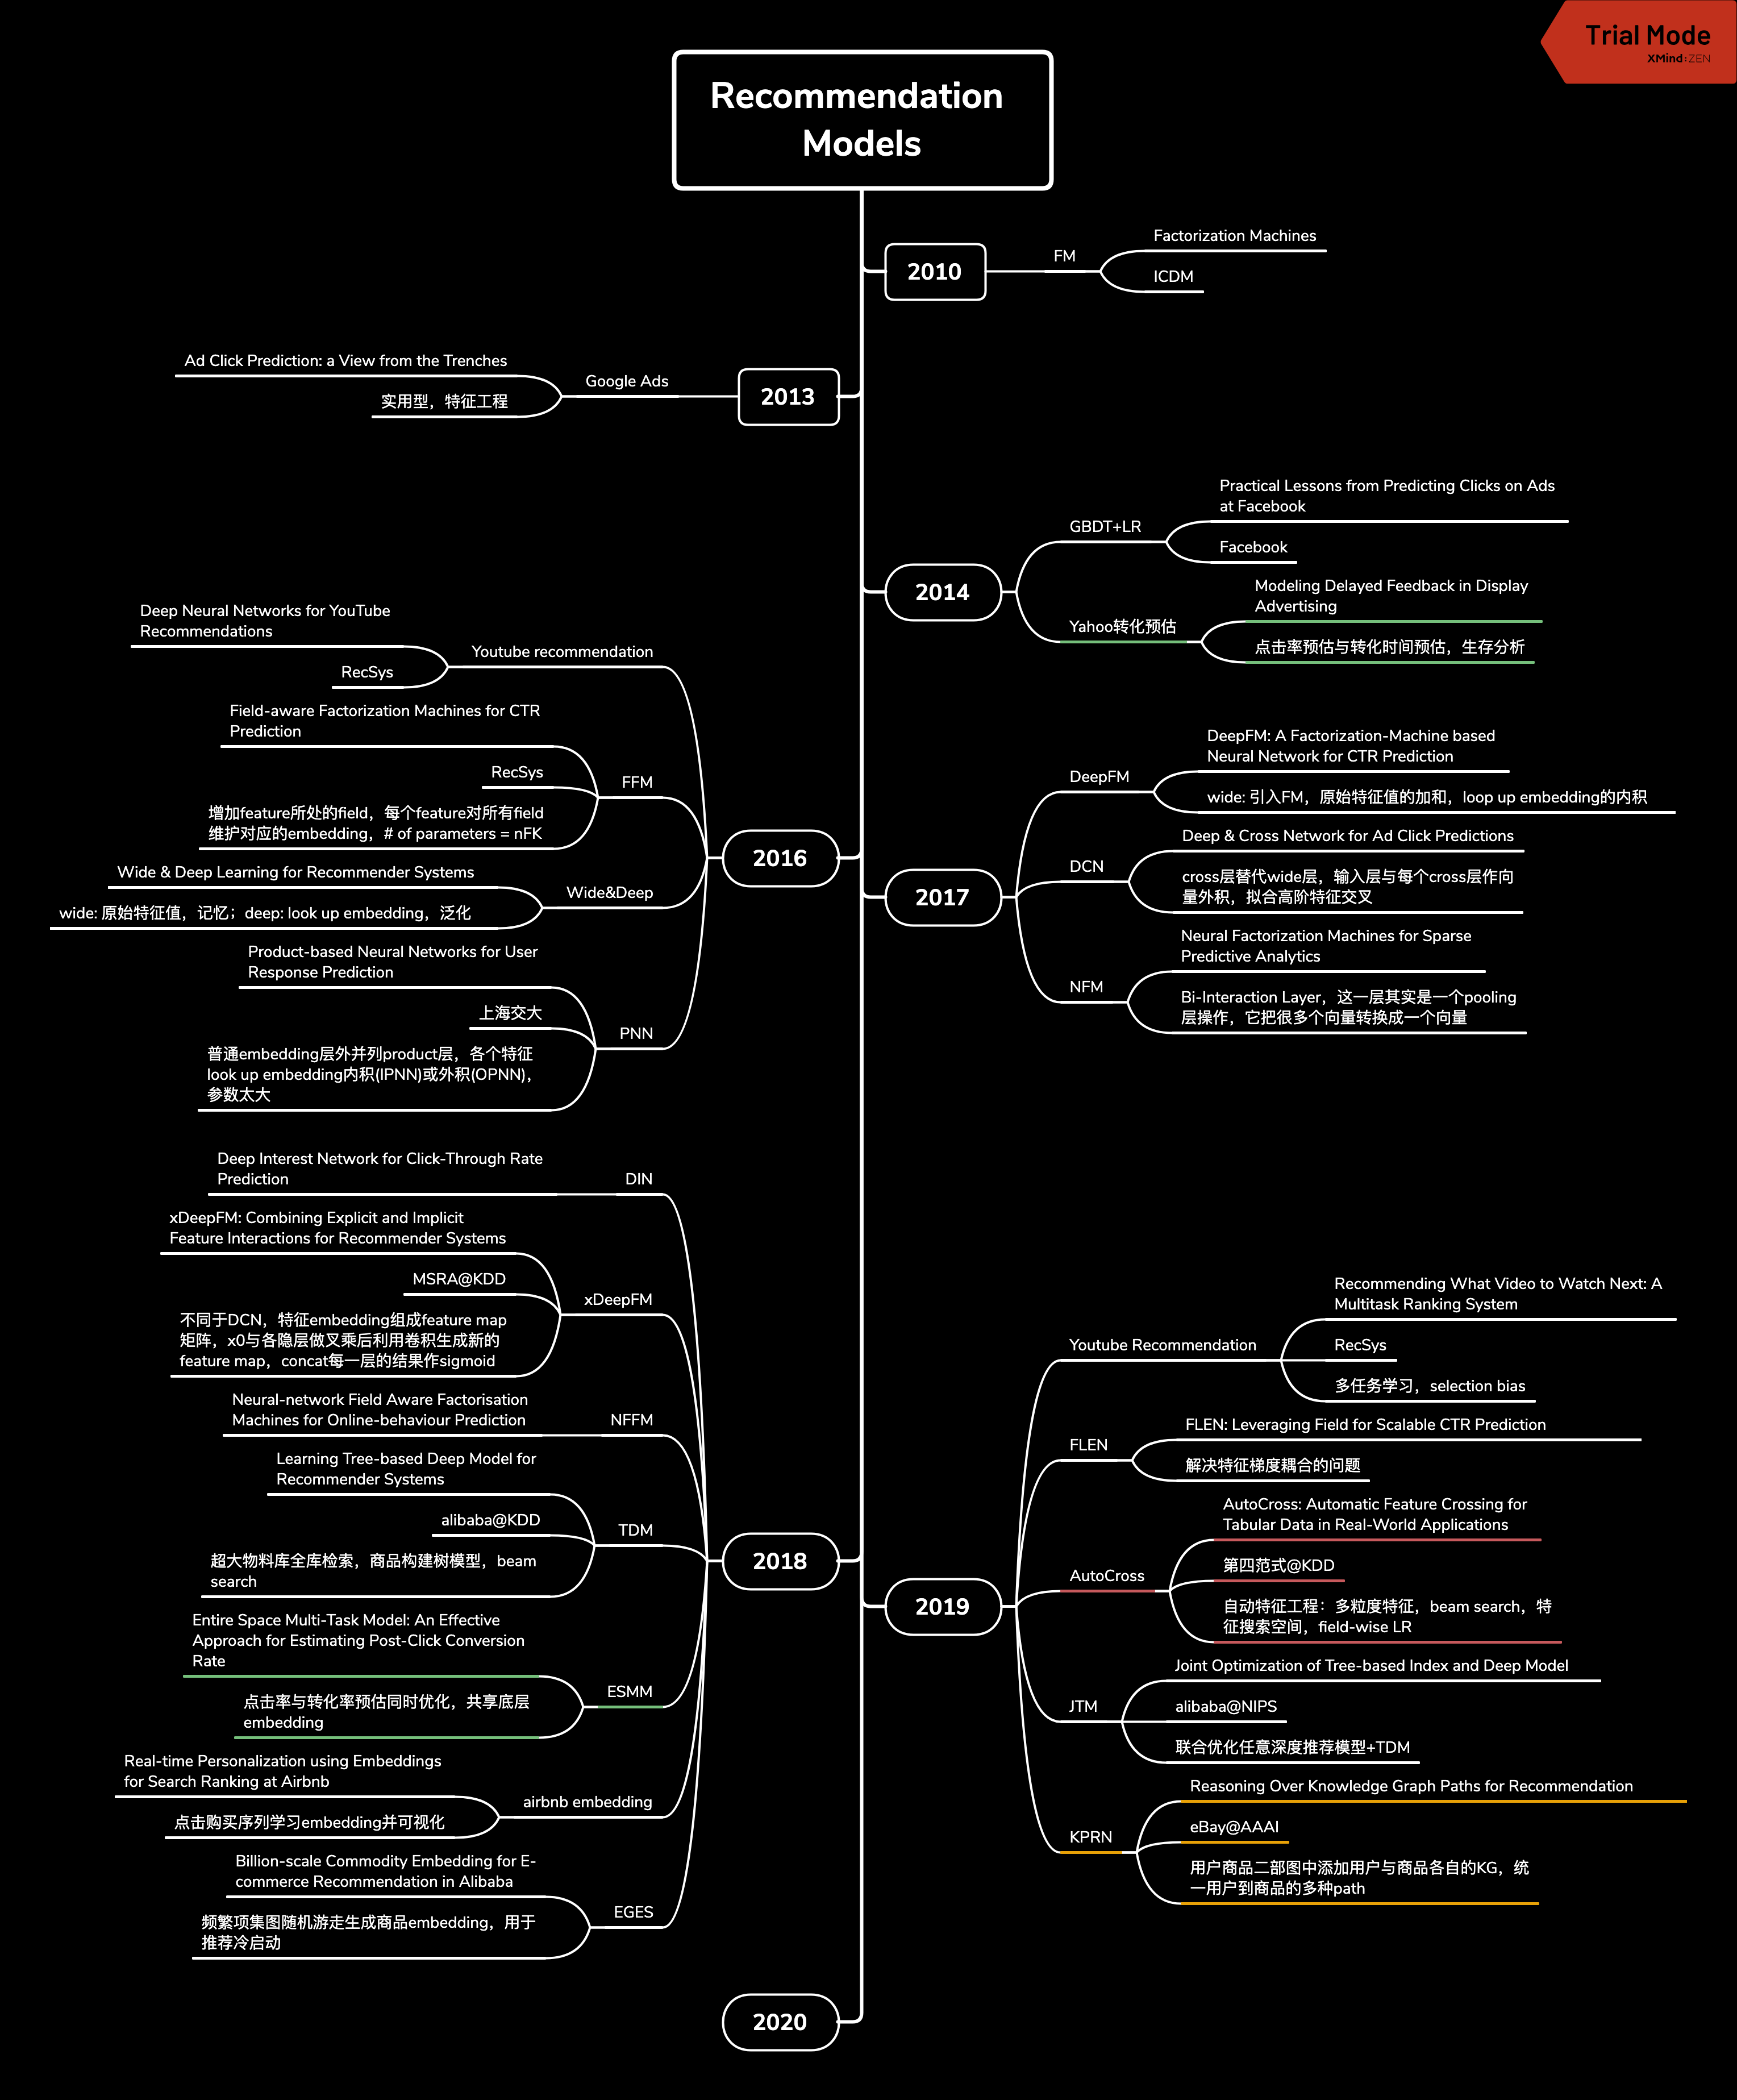 Trial Mode
XMind:ZEN
Recommendation
Models
2010
FM
Factorization Machines
ICDM
2013
Google Ads
Ad Click Prediction: a View from the Trenches
实用型，特征工程
2014
GBDT+LR
Practical Lessons from Predicting Clicks on Ads
at Facebook
Facebook
Yahoo转化预估
Modeling Delayed Feedback in Display
Advertising
点击率预估与转化时间预估，生存分析
2016
Youtube recommendation
Deep Neural Networks for YouTube
Recommendations
RecSys
FFM
Field-aware Factorization Machines for CTR
Prediction
RecSys
增加feature所处的field，每个feature对所有field
维护对应的embedding，# of parameters = nFK
Wide&Deep
Wide & Deep Learning for Recommender Systems
wide: 原始特征值，记忆；deep: look up embedding，泛化
PNN
Product-based Neural Networks for User
Response Prediction
上海交大
普通embedding层外并列product层，各个特征
look up embedding内积(IPNN)或外积(OPNN)，
参数太大
2017
DeepFM
DeepFM: A Factorization-Machine based
Neural Network for CTR Prediction
wide: 引入FM，原始特征值的加和，loop up embedding的内积
DCN
Deep & Cross Network for Ad Click Predictions
cross层替代wide层，输入层与每个cross层作向
量外积，拟合高阶特征交叉
NFM
Neural Factorization Machines for Sparse
Predictive Analytics
Bi-Interaction Layer，这一层其实是一个pooling
层操作，它把很多个向量转换成一个向量
2018
DIN
Deep Interest Network for Click-Through Rate
Prediction
xDeepFM
xDeepFM: Combining Explicit and Implicit
Feature Interactions for Recommender Systems
MSRA@KDD
不同于DCN，特征embedding组成feature map
矩阵，x0与各隐层做叉乘后利用卷积生成新的
feature map，concat每一层的结果作sigmoid
NFFM
Neural-network Field Aware Factorisation
Machines for Online-behaviour Prediction
TDM
Learning Tree-based Deep Model for
Recommender Systems
alibaba@KDD
超大物料库全库检索，商品构建树模型，beam
search
ESMM
Entire Space Multi-Task Model: An Effective
Approach for Estimating Post-Click Conversion
Rate
点击率与转化率预估同时优化，共享底层
embedding
airbnb embedding
Real-time Personalization using Embeddings
for Search Ranking at Airbnb
点击购买序列学习embedding并可视化
EGES
Billion-scale Commodity Embedding for E-
commerce Recommendation in Alibaba
频繁项集图随机游走生成商品embedding，用于
推荐冷启动
2019
Youtube Recommendation
Recommending What Video to Watch Next: A
Multitask Ranking System
RecSys
多任务学习，selection bias
FLEN
FLEN: Leveraging Field for Scalable CTR Prediction
解决特征梯度耦合的问题
AutoCross
AutoCross: Automatic Feature Crossing for
Tabular Data in Real-World Applications
第四范式@KDD
自动特征工程：多粒度特征，beam search，特
征搜索空间，field-wise LR
JTM
Joint Optimization of Tree-based Index and Deep Model
alibaba@NIPS
联合优化任意深度推荐模型+TDM
KPRN
Reasoning Over Knowledge Graph Paths for Recommendation
eBay@AAAI
用户商品二部图中添加用户与商品各自的KG，统
一用户到商品的多种path
2020